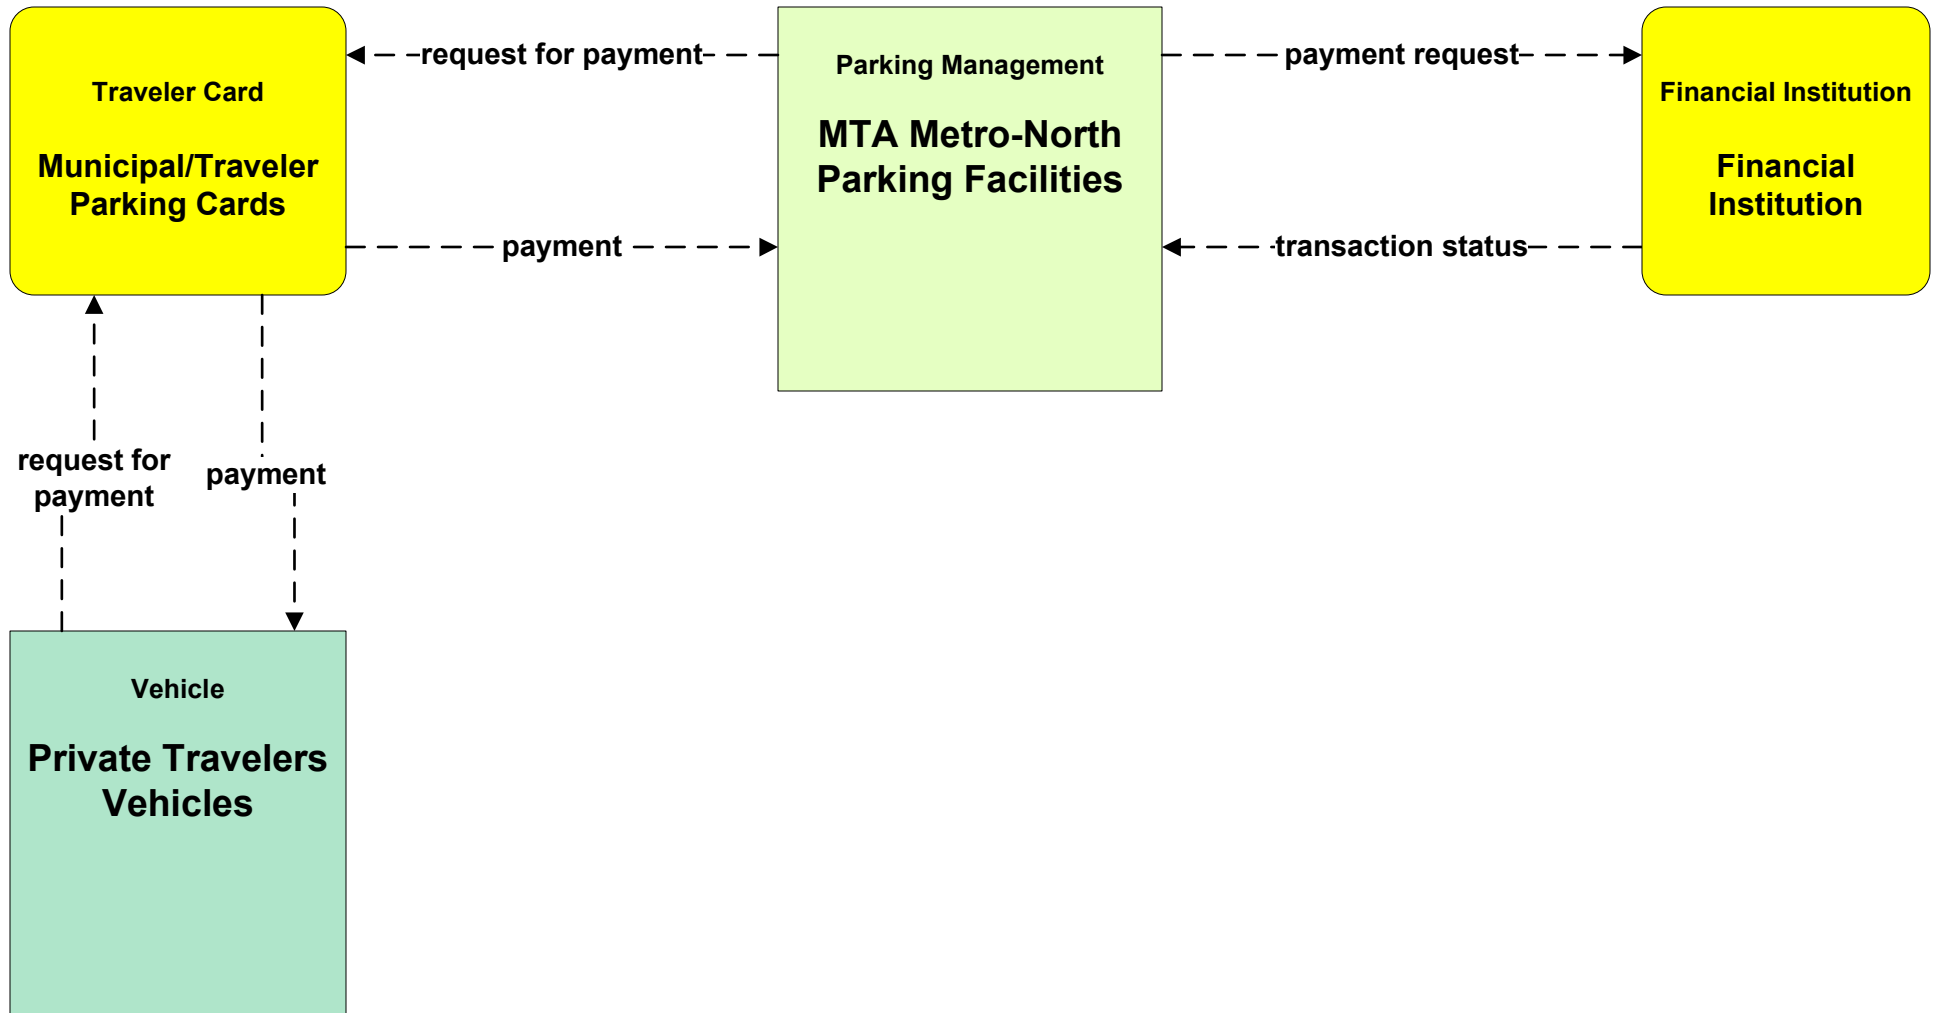 request for payment
payment request
Parking Management
Traveler Card
Financial Institution
MTA Metro-North
Parking Facilities
Municipal/Traveler
Parking Cards
Financial
Institution
payment
transaction status
request for
payment
payment
Vehicle
Private Travelers
Vehicles